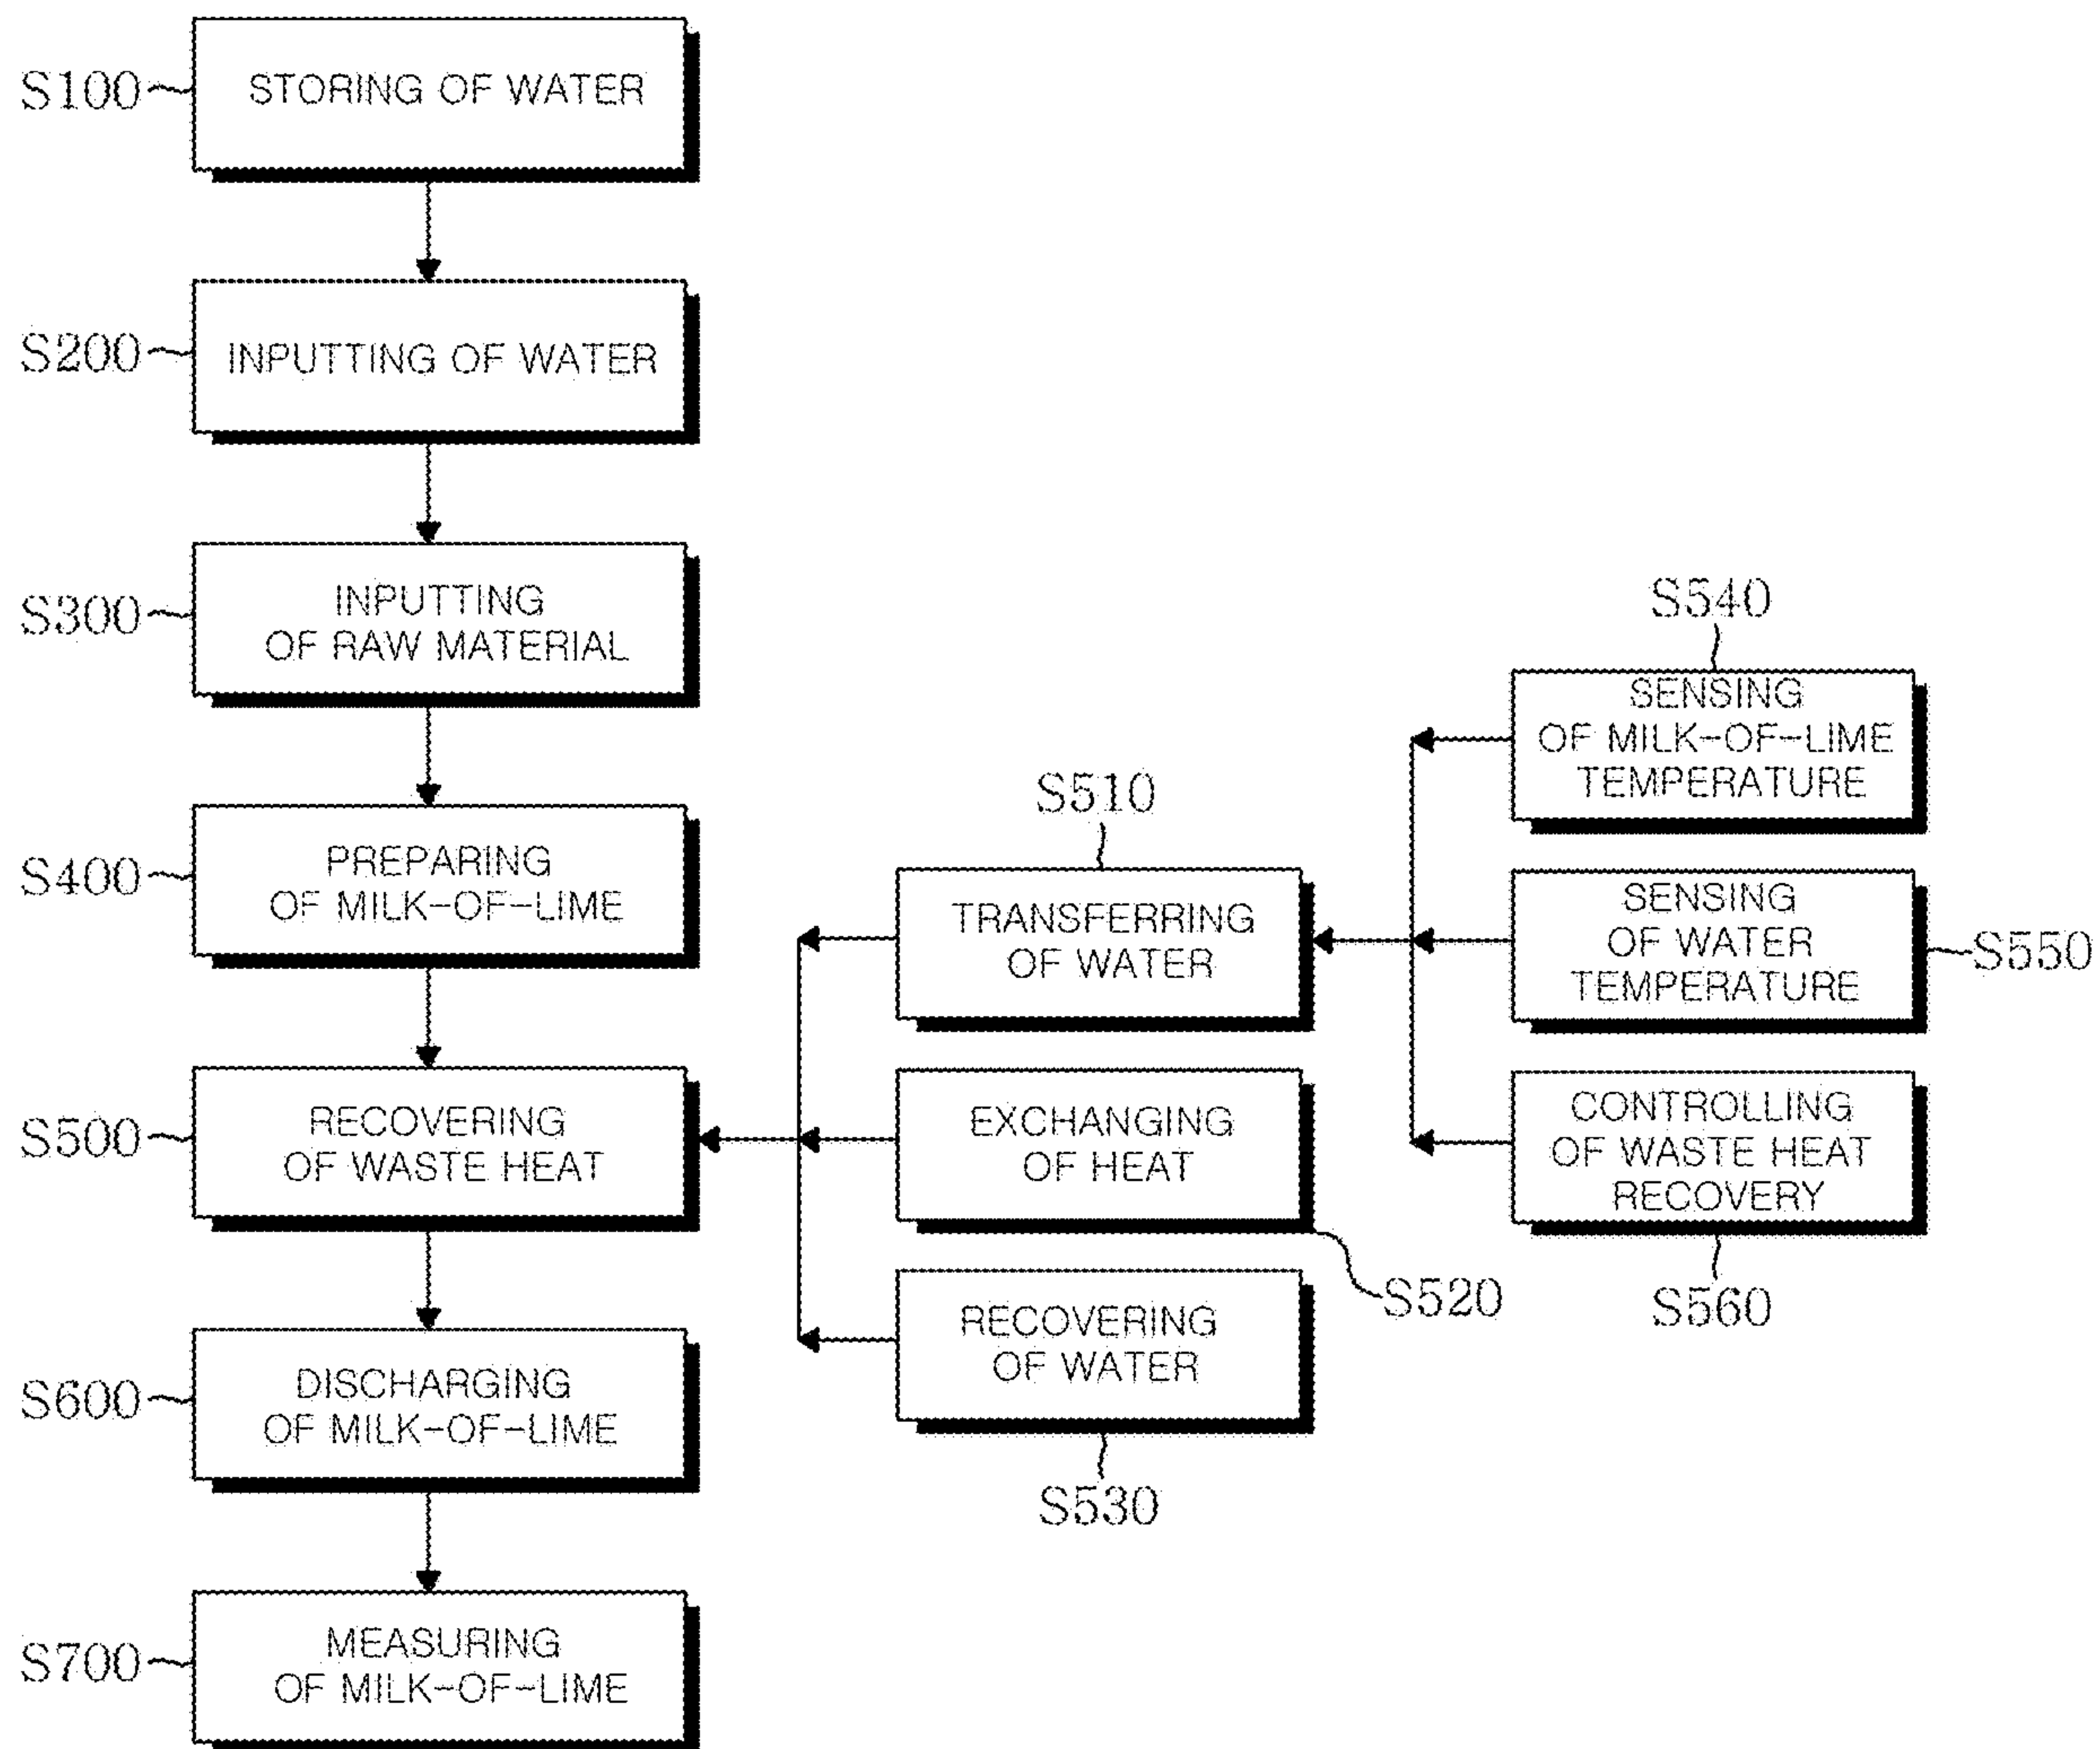 S100
STORING OF WATER
S200
INPUTTING OF WATER
S300
INPUTTING
OF RAW MATERIAL
S400
PREPARING
OF MILK-OF-LIME
S500
RECOVERING
OF WASTE HEAT
S600
DISCHARGING
OF MILK-OF-LIME
S700
MEASURING
OF MILK-OF-LIME
S510
TRANSFERRING
OF WATER
EXCHANGING
OF HEAT
S520
RECOVERING
OF WATER
S530
S540
SENSING
OF MILK-OF-LIME
TEMPERATURE
SENSING
OF WATER
TEMPERATURE
S550
CONTROLLING
OF WASTE HEAT
RECOVERY
S560